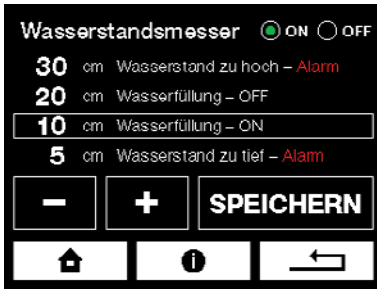 Wasserstandsmesser ON OFF
30 cm Wasserstand zu hoch – Alarm
20 cm Wasserfüllung – OFF
10 cm Wasserfüllung – ON
5 cm Wasserstand zu tief – Alarm
– + SPEICHERN
i